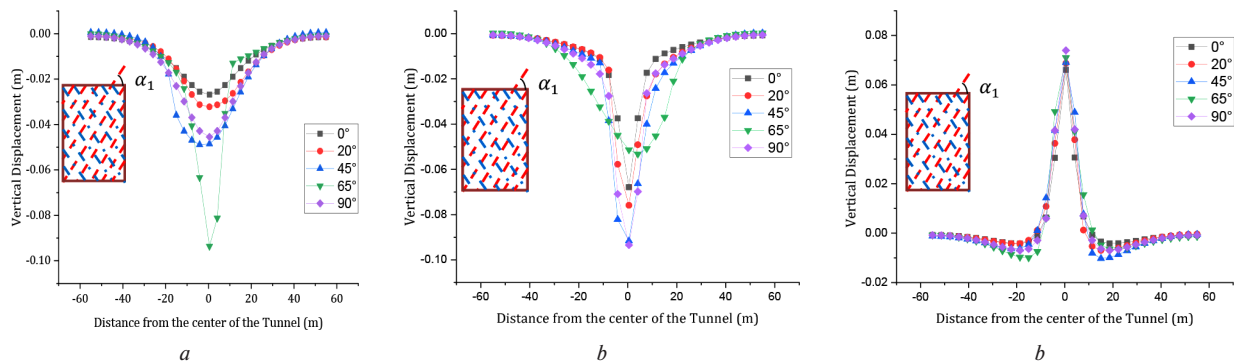 0.00
-0.02
-0.04
-0.06
-0.08
-0.10
Vertical Displacement (m)
α1
0°
20°
45°
65°
90°
-60 -40 -20 0 20 40 60
Distance from the center of the Tunnel (m)
a
0.00
-0.02
-0.04
-0.06
-0.08
-0.10
Vertical Displacement (m)
α1
0°
20°
45°
65°
90°
-60 -40 -20 0 20 40 60
Distance from the center of the Tunnel (m)
b
0.08
0.06
0.04
0.02
0.00
0.02
Vertical Displacement (m)
α1
0°
20°
45°
65°
90°
-60 -40 -20 0 20 40 60
Distance from the center of the Tunnel (m)
b